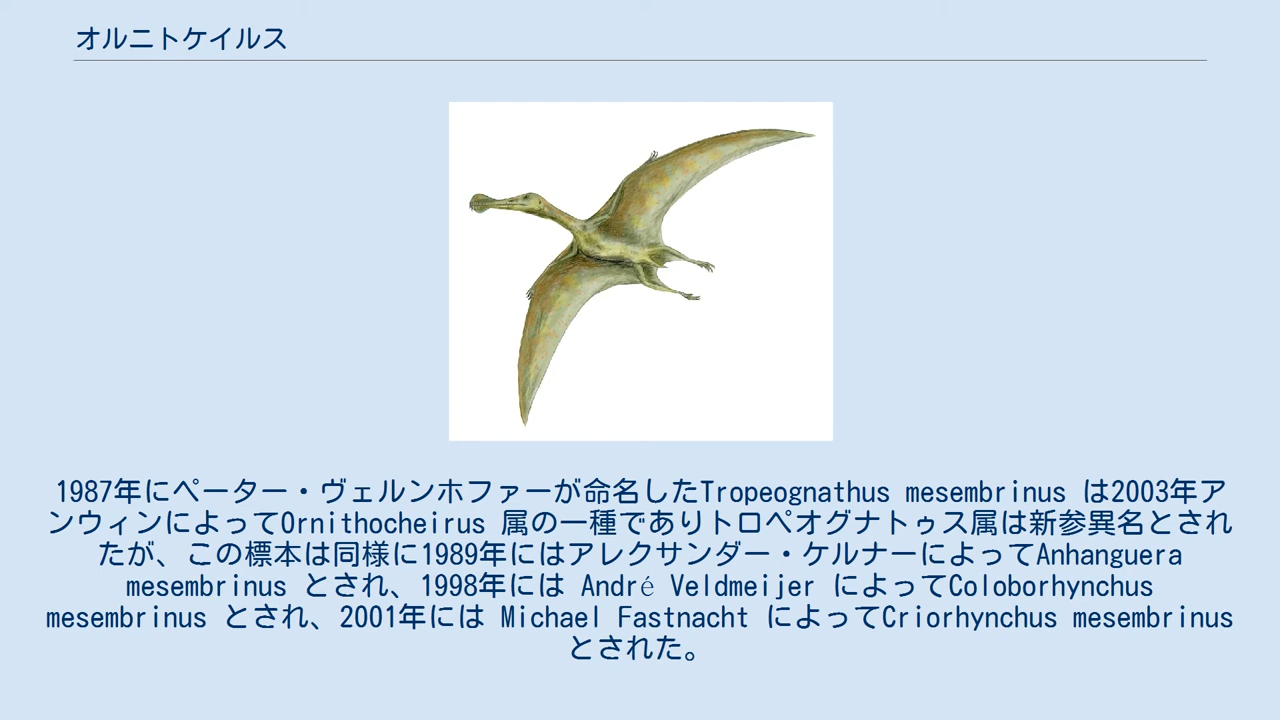 オルニトケイルス
1987年にペーター・ヴェルンホファーが命名したTropeognathus mesembrinus は2003年ア
ンウィンによってOrnithocheirus 属の一種でありトロペオグナトゥス属は新参異名とされ
たが、この標本は同様に1989年にはアレクサンダー・ケルナーによってAnhanguera
mesembrinus とされ、1998年には André Veldmeijer によってColoborhynchus
mesembrinus とされ、2001年には Michael Fastnacht によってCriorhynchus mesembrinus
とされた。